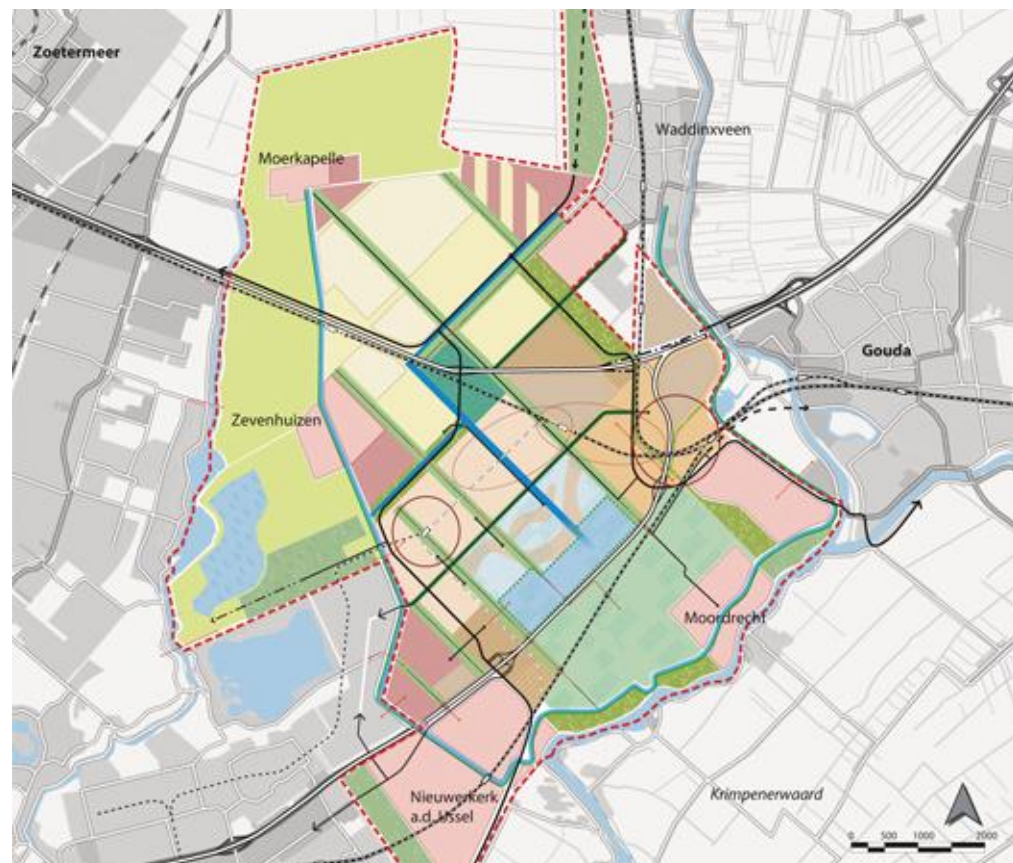 Zoetermeer
Waddinxveen
Moerkapelle
Gouda
Zevenhuizen
Moordrecht
Nieuwerkerk
a.d. IJssel
Krimpenerwaard
0 500 1000 2000